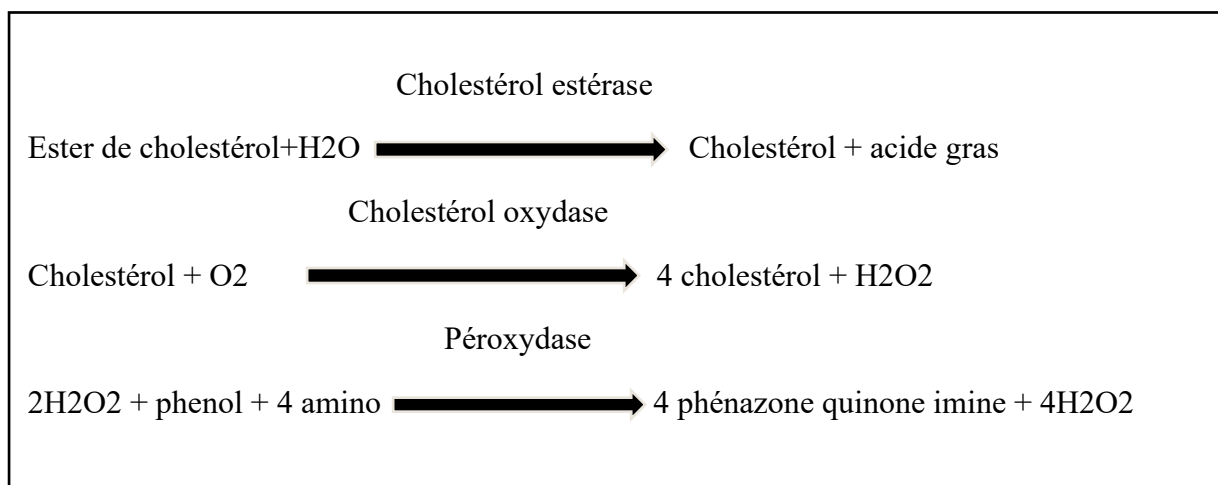 Cholestérol estérase
Ester de cholestérol+H2O Cholestérol + acide gras
Cholestérol oxydase
Cholestérol + O2 4 cholestérol + H2O2
Péroxydase
2H2O2 + phenol + 4 amino 4 phénazone quinone imine + 4H2O2